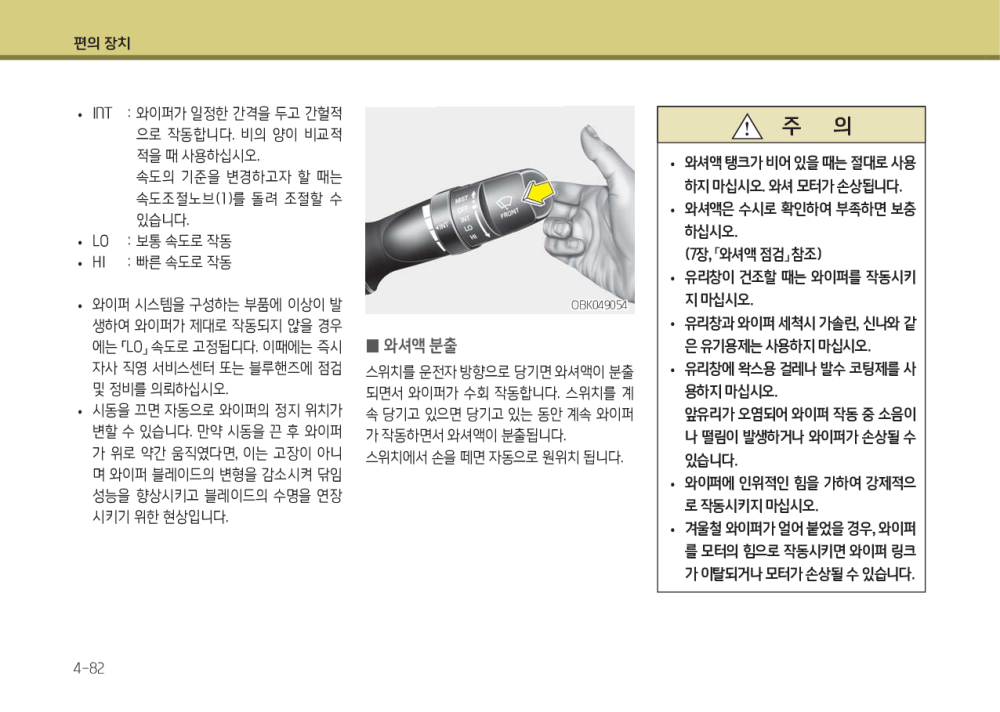 편의 장치
• INT : 와이퍼가 일정한 간격을 두고 간헐적
으로 작동합니다. 비의 양이 비교적
적을 때 사용하십시오.
속도의 기준을 변경하고자 할 때는
속도조절노브(1)를 돌려 조절할 수
있습니다.
• LO : 보통 속도로 작동
• HI : 빠른 속도로 작동
• 와이퍼 시스템을 구성하는 부품에 이상이 발
생하여 와이퍼가 제대로 작동되지 않을 경우
에는 「LO」 속도로 고정됩디다. 이때에는 즉시
자사 직영 서비스센터 또는 블루핸즈에 점검
및 정비를 의뢰하십시오.
• 시동을 끄면 자동으로 와이퍼의 정지 위치가
변할 수 있습니다. 만약 시동을 끈 후 와이퍼
가 위로 약간 움직였다면, 이는 고장이 아니
며 와이퍼 블레이드의 변형을 감소시켜 닦임
성능을 향상시키고 블레이드의 수명을 연장
시키기 위한 현상입니다.
MIST
OFF
INT
LO
HI
INT
FRONT
OBK049054
■ 와셔액 분출
스위치를 운전자 방향으로 당기면 와셔액이 분출
되면서 와이퍼가 수회 작동합니다. 스위치를 계
속 당기고 있으면 당기고 있는 동안 계속 와이퍼
가 작동하면서 와셔액이 분출됩니다.
스위치에서 손을 떼면 자동으로 원위치 됩니다.
주 의
• 와셔액 탱크가 비어 있을 때는 절대로 사용
하지 마십시오. 와셔 모터가 손상됩니다.
• 와셔액은 수시로 확인하여 부족하면 보충
하십시오.
(7장, 「와셔액 점검」 참조)
• 유리창이 건조할 때는 와이퍼를 작동시키
지 마십시오.
• 유리창과 와이퍼 세척시 가솔린, 신나와 같
은 유기용제는 사용하지 마십시오.
• 유리창에 왁스용 걸레나 발수 코팅제를 사
용하지 마십시오.
앞유리가 오염되어 와이퍼 작동 중 소음이
나 떨림이 발생하거나 와이퍼가 손상될 수
있습니다.
• 와이퍼에 인위적인 힘을 가하여 강제적으
로 작동시키지 마십시오.
• 겨울철 와이퍼가 얼어 붙었을 경우, 와이퍼
를 모터의 힘으로 작동시키면 와이퍼 링크
가 이탈되거나 모터가 손상될 수 있습니다.
4-82